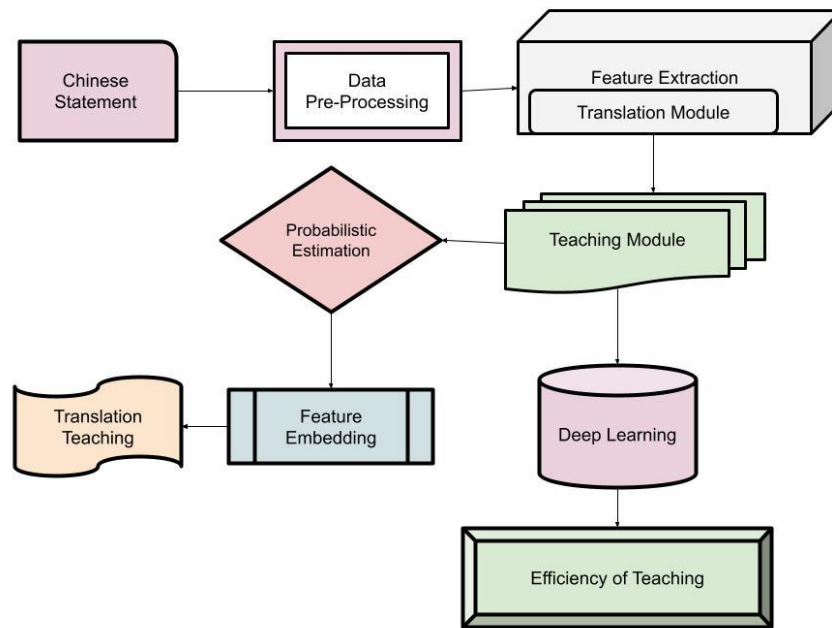 Chinese
Statement
Data
Pre-Processing
Feature Extraction
Translation Module
Probabilistic
Estimation
Teaching Module
Translation
Teaching
Feature
Embedding
Deep Learning
Efficiency of Teaching